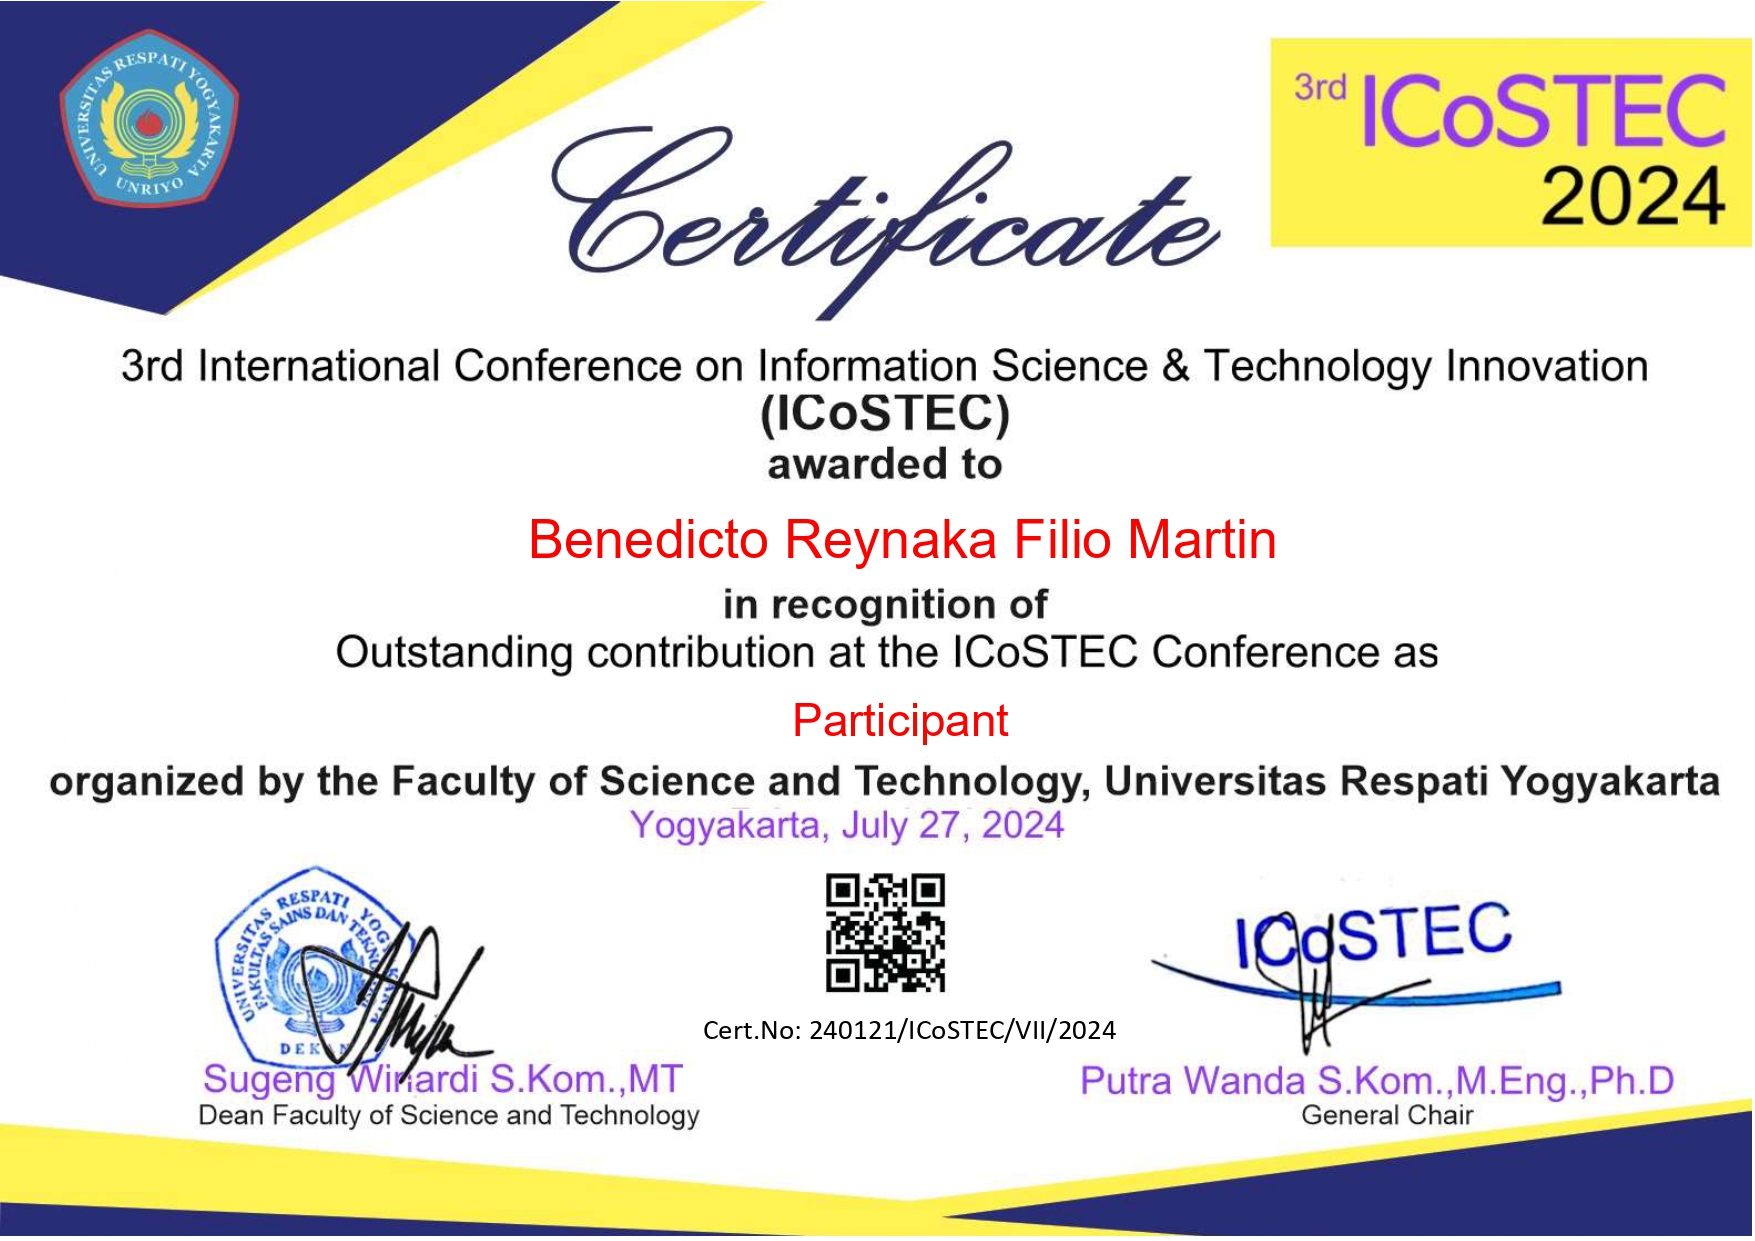 UNIVERSITAS RESPATI YOGYAKARTA
UNRIYO
3rd ICoSTEC
2024
Certificate
3rd International Conference on Information Science & Technology Innovation
(ICoSTEC)
awarded to
Benedicto Reynaka Filio Martin
in recognition of
Outstanding contribution at the ICoSTEC Conference as
Participant
organized by the Faculty of Science and Technology, Universitas Respati Yogyakarta
Yogyakarta, July 27, 2024
UNIVERSITAS RESPATI
FAKULTAS SAINS DAN
ICoSTEC
Cert.No: 240121/ICoSTEC/VII/2024
Sugeng Winardi S.Kom.,MT
Putra Wanda S.Kom.,M.Eng.,Ph.D
Dean Faculty of Science and Technology
General Chair